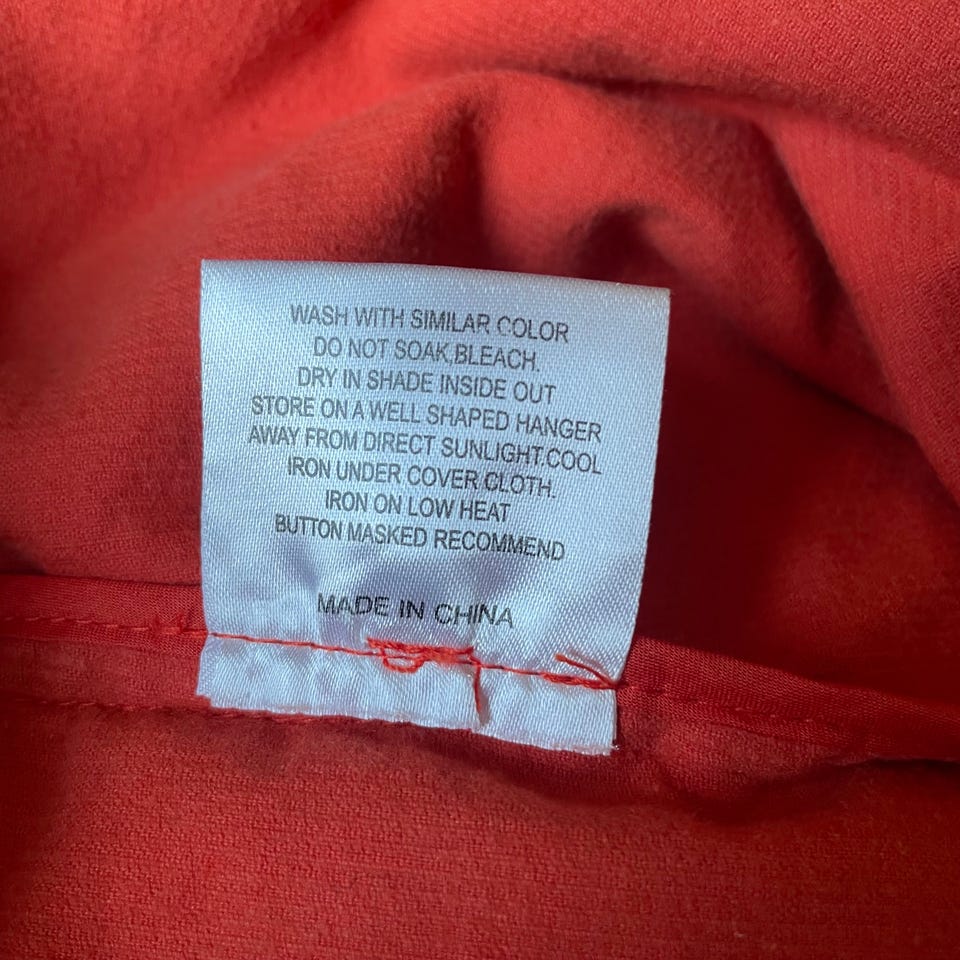 WASH WITH SIMILAR COLOR
DO NOT SOAK,BLEACH.
DRY IN SHADE INSIDE OUT
STORE ON A WELL SHAPED HANGER
AWAY FROM DIRECT SUNLIGHT.COOL
IRON UNDER COVER CLOTH.
IRON ON LOW HEAT
BUTTON MASKED RECOMMEND
MADE IN CHINA